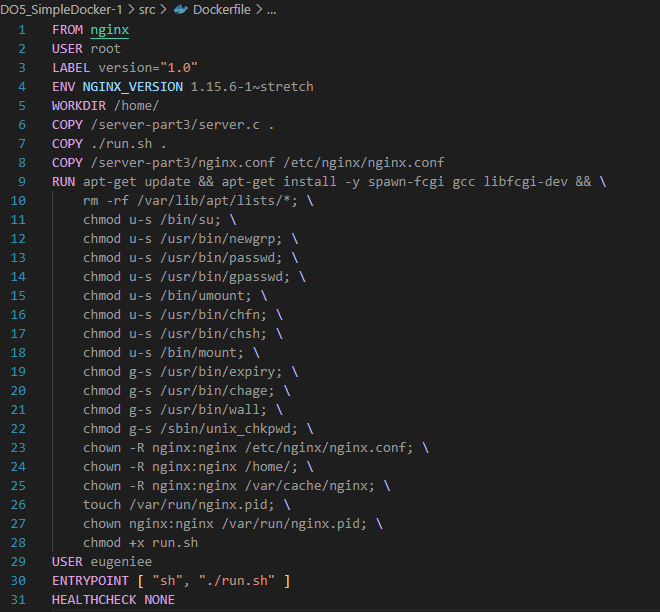 DO5_SimpleDocker-1 > src > Dockerfile > ...
1 FROM nginx
2 USER root
3 LABEL version="1.0"
4 ENV NGINX_VERSION 1.15.6-1~stretch
5 WORKDIR /home/
6 COPY /server-part3/server.c .
7 COPY ./run.sh .
8 COPY /server-part3/nginx.conf /etc/nginx/nginx.conf
9 RUN apt-get update && apt-get install -y spawn-fcgi gcc libfcgi-dev && \
10     rm -rf /var/lib/apt/lists/*; \
11     chmod u-s /bin/su; \
12     chmod u-s /usr/bin/newgrp; \
13     chmod u-s /usr/bin/passwd; \
14     chmod u-s /usr/bin/gpasswd; \
15     chmod u-s /bin/umount; \
16     chmod u-s /usr/bin/chfn; \
17     chmod u-s /usr/bin/chsh; \
18     chmod u-s /bin/mount; \
19     chmod g-s /usr/bin/expiry; \
20     chmod g-s /usr/bin/chage; \
21     chmod g-s /usr/bin/wall; \
22     chmod g-s /sbin/unix_chkpwd; \
23     chown -R nginx:nginx /etc/nginx/nginx.conf; \
24     chown -R nginx:nginx /home/; \
25     chown -R nginx:nginx /var/cache/nginx; \
26     touch /var/run/nginx.pid; \
27     chown nginx:nginx /var/run/nginx.pid; \
28     chmod +x run.sh
29 USER eugeniee
30 ENTRYPOINT [ "sh", "./run.sh" ]
31 HEALTHCHECK NONE